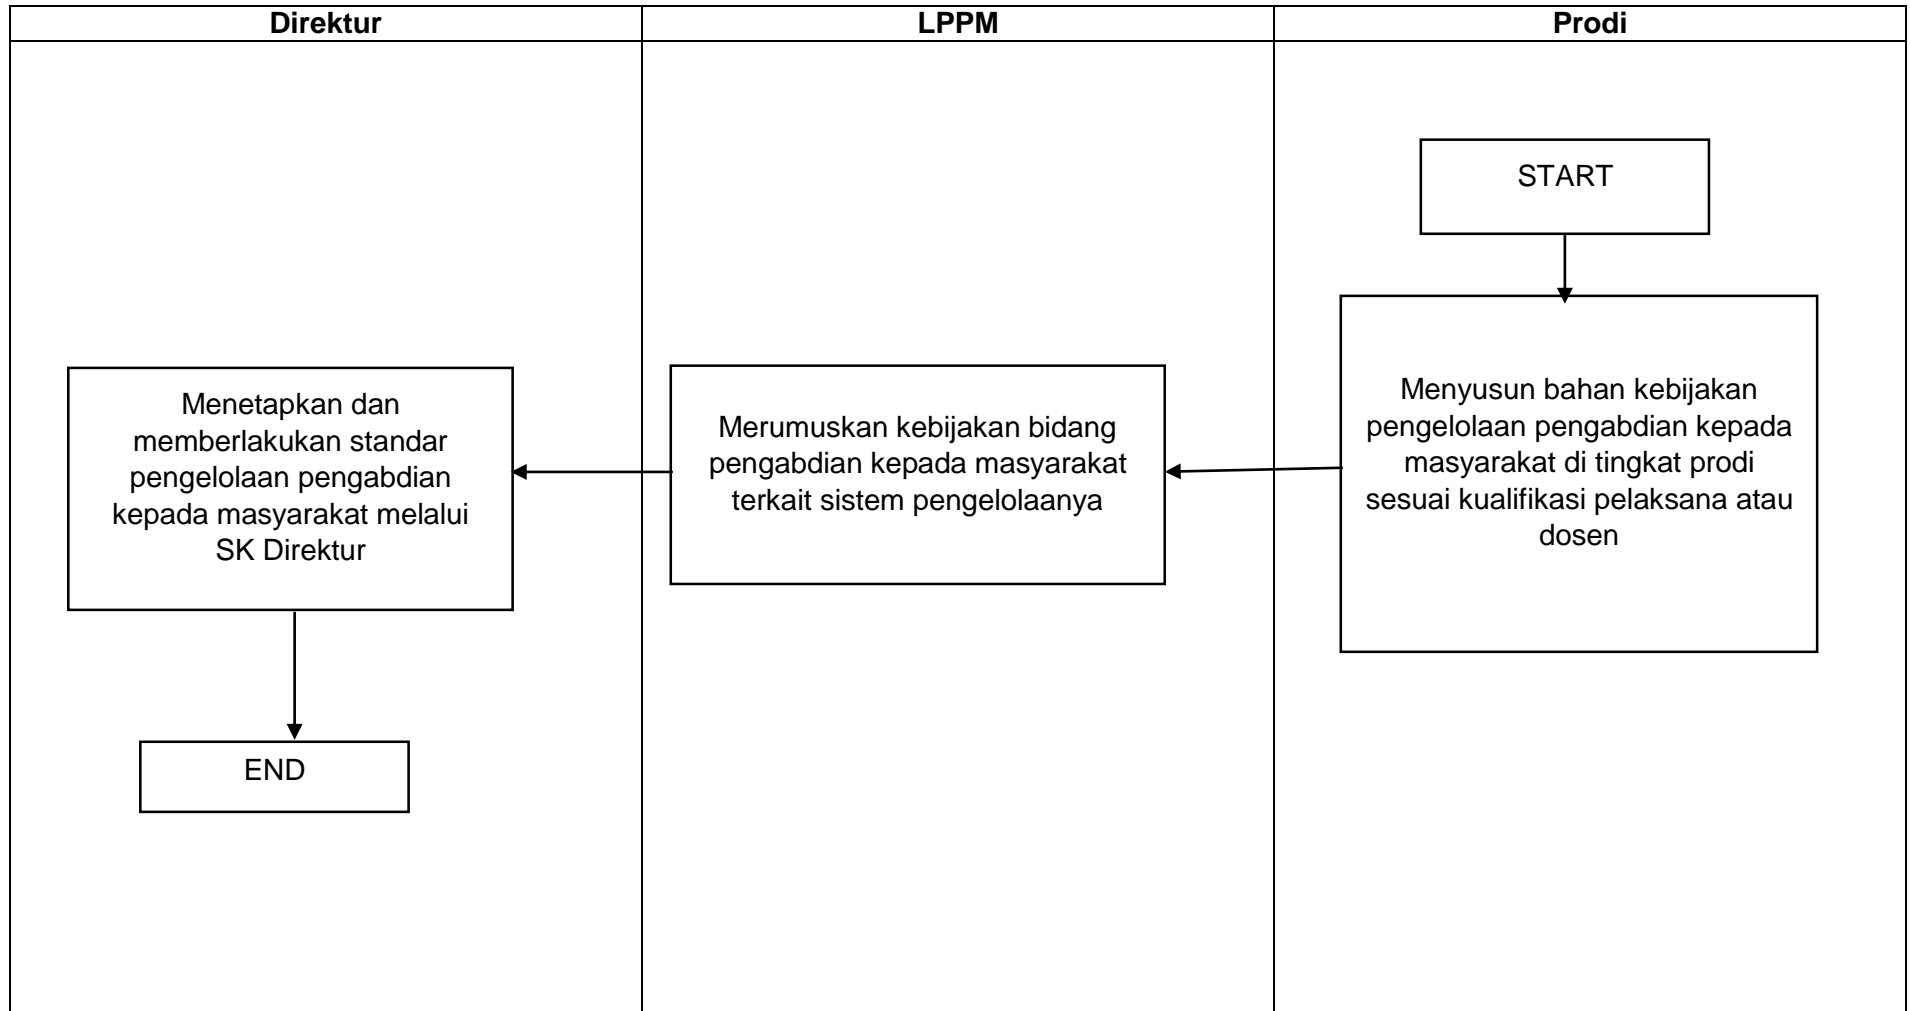 Direktur
LPPM
Prodi
START
Menyusun bahan kebijakan
pengelolaan pengabdian kepada
masyarakat di tingkat prodi
sesuai kualifikasi pelaksana atau
dosen
Merumuskan kebijakan bidang
pengabdian kepada masyarakat
terkait sistem pengelolaanya
Menetapkan dan
memberlakukan standar
pengelolaan pengabdian
kepada masyarakat melalui
SK Direktur
END